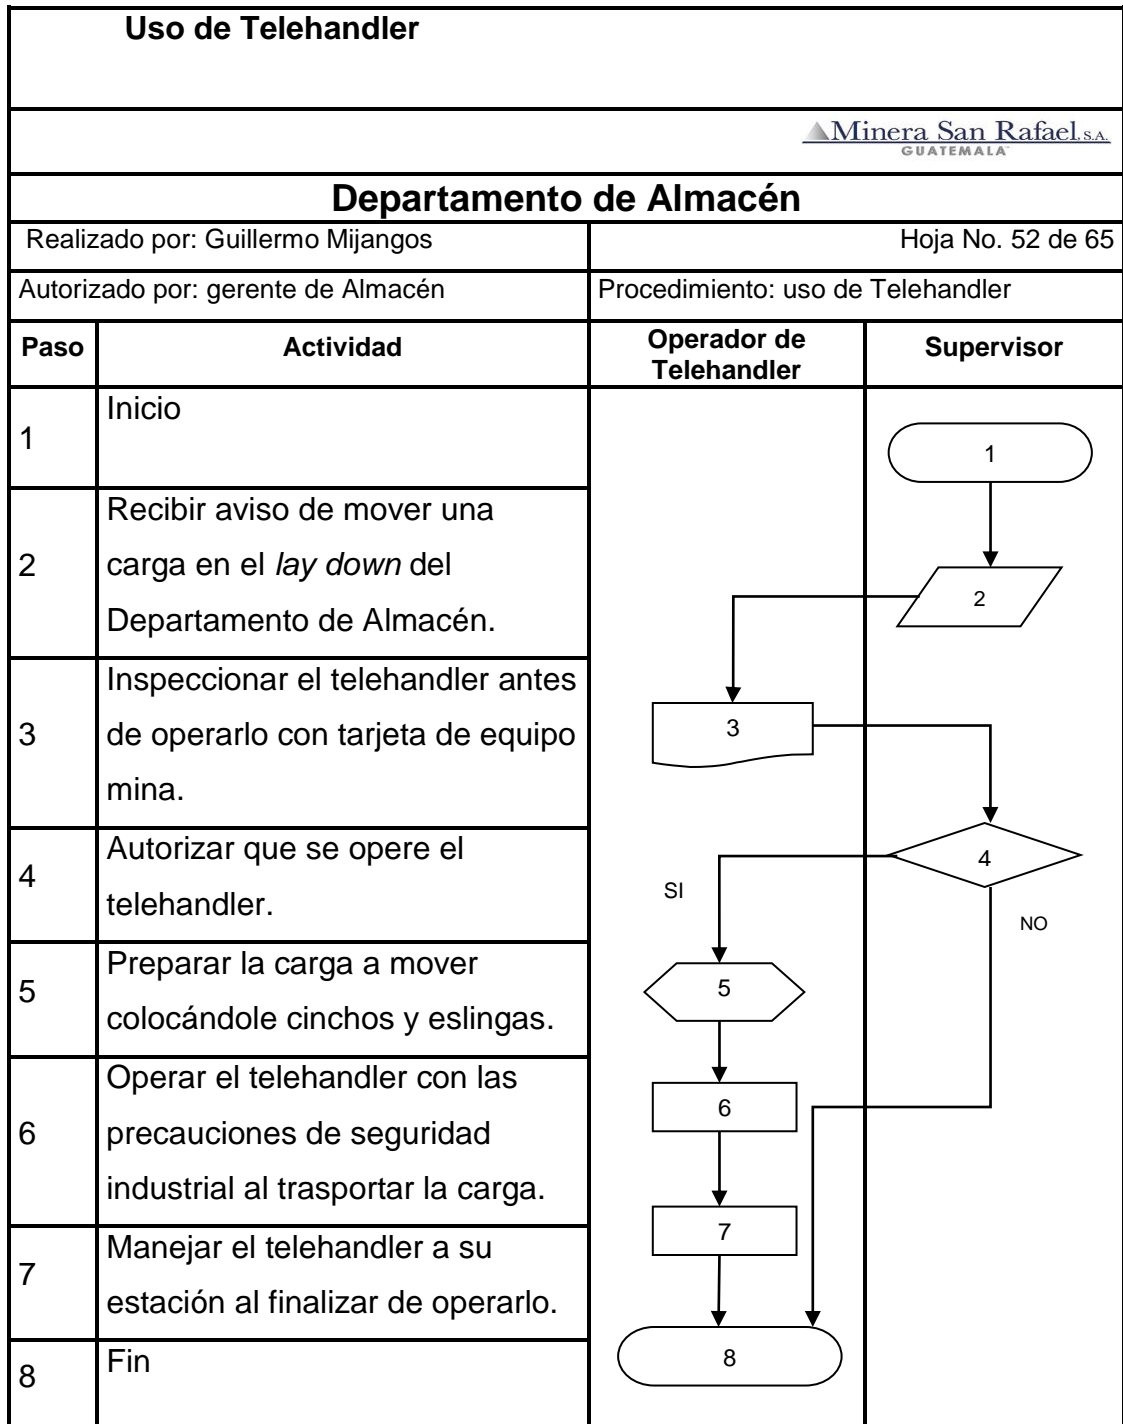 Uso de Telehandler
Minera San Rafael, S.A.
GUATEMALA
Departamento de Almacén
Realizado por: Guillermo Mijangos
Hoja No. 52 de 65
Autorizado por: gerente de Almacén
Procedimiento: uso de Telehandler
Paso
Actividad
Operador de
Telehandler
Supervisor
1
Inicio
2
Recibir aviso de mover una
carga en el lay down del
Departamento de Almacén.
3
Inspeccionar el telehandler antes
de operarlo con tarjeta de equipo
mina.
4
Autorizar que se opere el
telehandler.
5
Preparar la carga a mover
colocándole cinchos y eslingas.
6
Operar el telehandler con las
precauciones de seguridad
industrial al trasportar la carga.
7
Manejar el telehandler a su
estación al finalizar de operarlo.
8
Fin
1
2
3
4
SI
NO
5
6
7
8